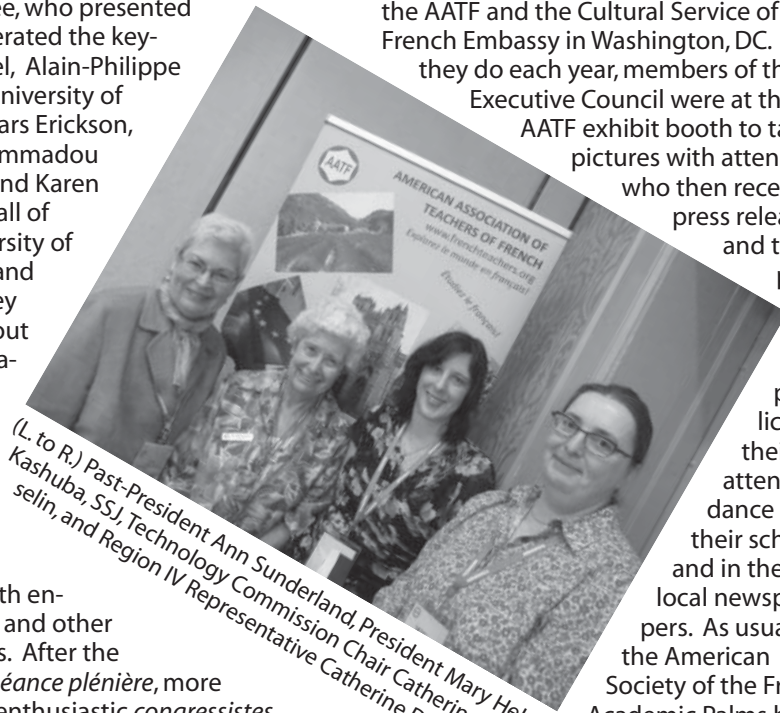 ee, who presented
erated the key-
el, Alain-Philippe
niversity of
ars Erickson,
mmadou
nd Karen
all of
rsity of
and
ey
out
a-
th en-
and other
s. After the
éance plénière, more
enthusiastic congressistes
AATF
AMERICAN ASSOCIATION OF
TEACHERS OF FRENCH
www.frenchteachers.org
Explorez le monde en français!
Étudiez le français!
(L. to R.) Past-President Ann Sunderland, President Mary Hel
Kashuba, SSJ, Technology Commission Chair Catherin
selin, and Region IV Representative Catherine
the AATF and the Cultural Service of
French Embassy in Washington, DC.
they do each year, members of th
Executive Council were at th
AATF exhibit booth to ta
pictures with atten
who then rece
press relea
and t
p
lic
the
atten
dance
their sch
and in the
local newsp
pers. As usua
the American
Society of the Fr
Academic Palms h